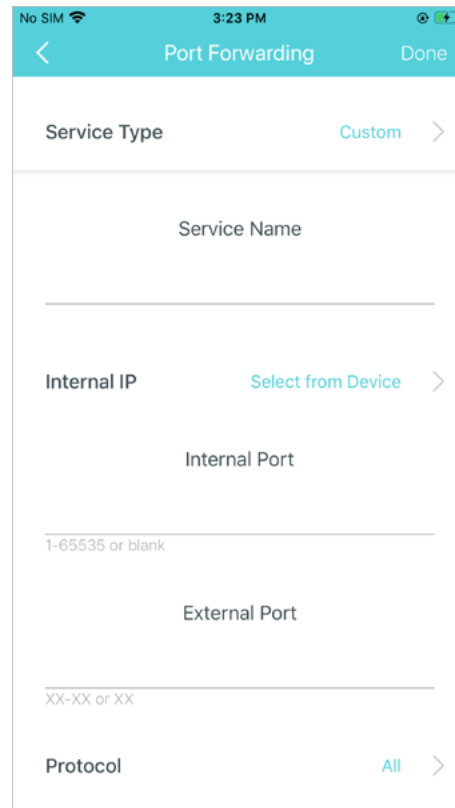 No SIM 3:23 PM
Port Forwarding Done
Service Type Custom
Service Name
Internal IP Select from Device
Internal Port
1-65535 or blank
External Port
XX-XX or XX
Protocol All